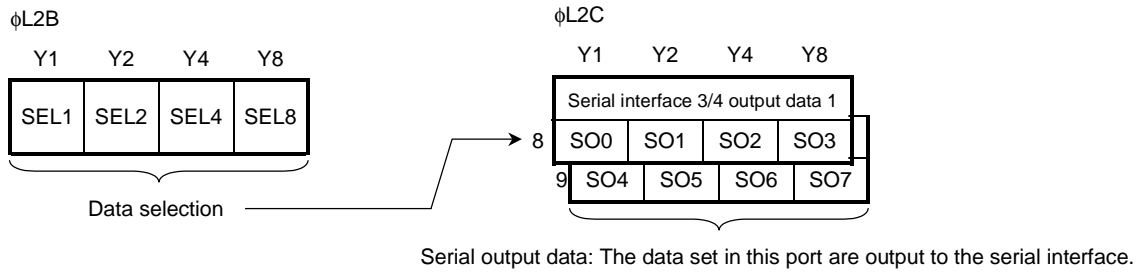 φL2B
Y1 Y2 Y4 Y8
SEL1 SEL2 SEL4 SEL8
Data selection
φL2C
Y1 Y2 Y4 Y8
Serial interface 3/4 output data 1
8 SO0 SO1 SO2 SO3
9 SO4 SO5 SO6 SO7
Serial output data: The data set in this port are output to the serial interface.